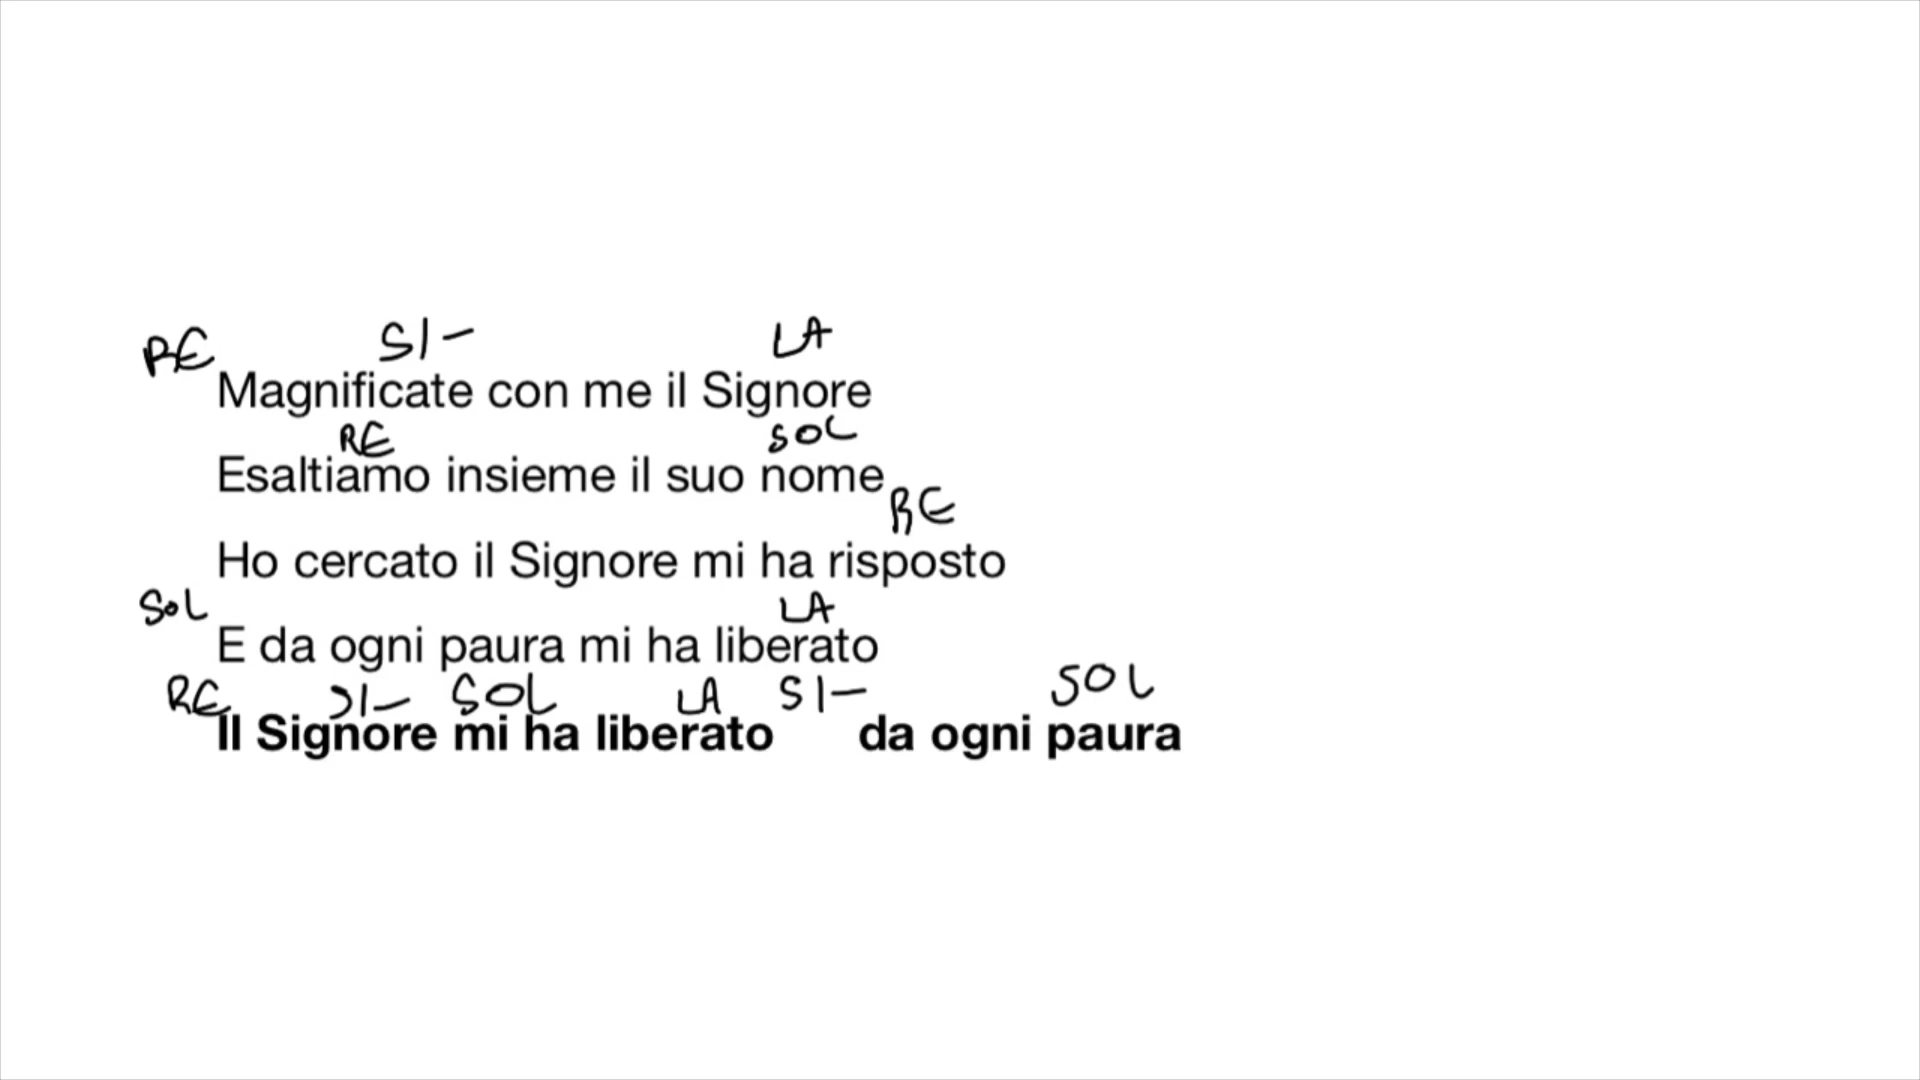 RE SI- LA
Magnificate con me il Signore
RE SOL
Esaltiamo insieme il suo nome
RE
Ho cercato il Signore mi ha risposto
SOL LA
E da ogni paura mi ha liberato
RE SI- SOL LA SI- SOL
Il Signore mi ha liberato da ogni paura